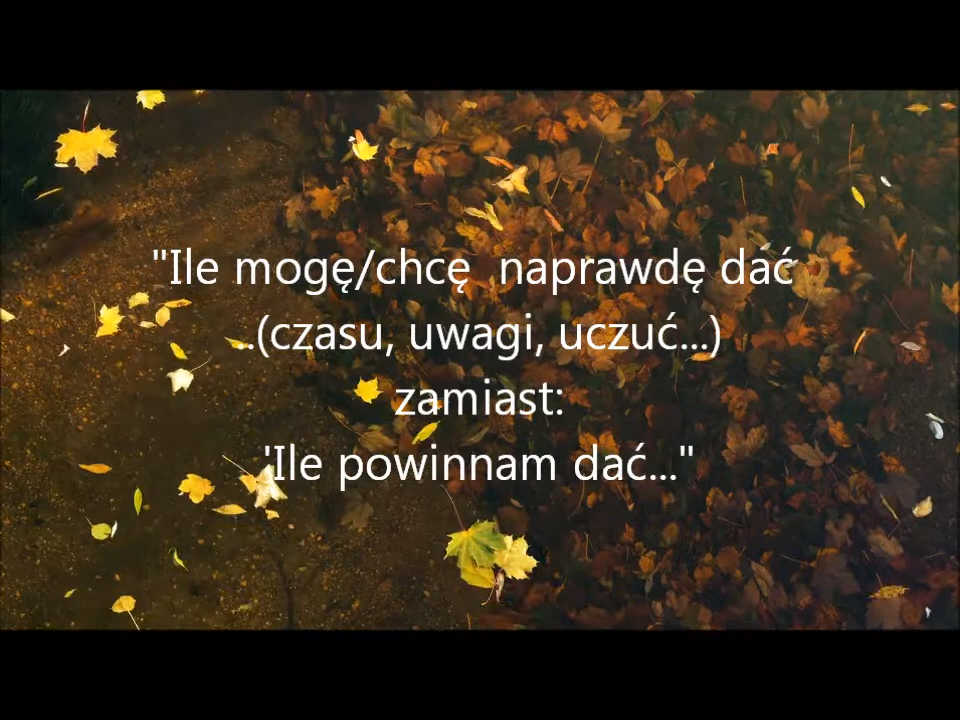 "Ile mogę/chcę  naprawdę dać
..(czasu, uwagi, uczuć...)
zamiast:
'Ile powinnam dać..."